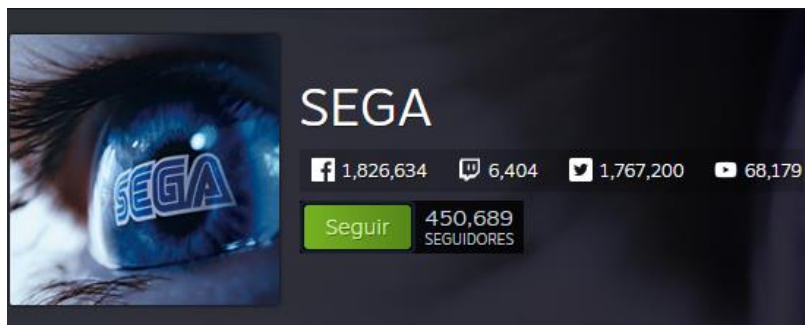 SEGA
SEGA
1,826,634 6,404 1,767,200 68,179
Seguir
450,689
SEGUIDORES